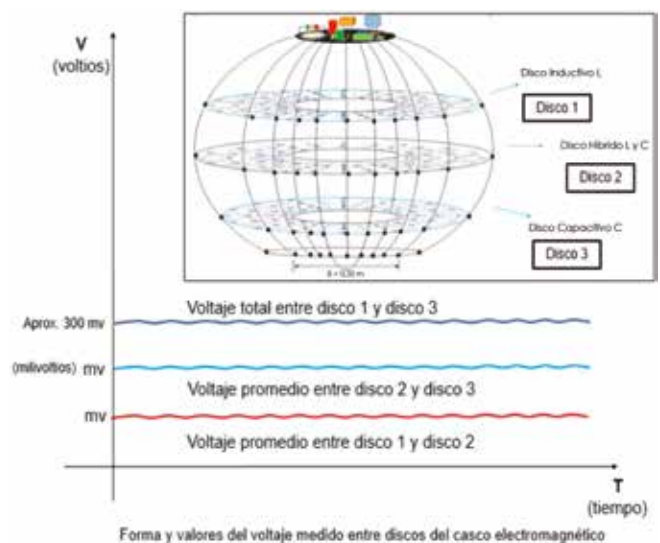 V
(voltios)
Disco Inductivo L
Disco 1
Disco Híbrido L y C
Disco 2
Disco Capacitivo C
Disco 3
Voltaje total entre disco 1 y disco 3
Aprox. 300 mv
(milivoltios) mv
Voltaje promedio entre disco 2 y disco 3
mv
Voltaje promedio entre disco 1 y disco 2
T
(tiempo)
Forma y valores del voltaje medido entre discos del casco electromagnético